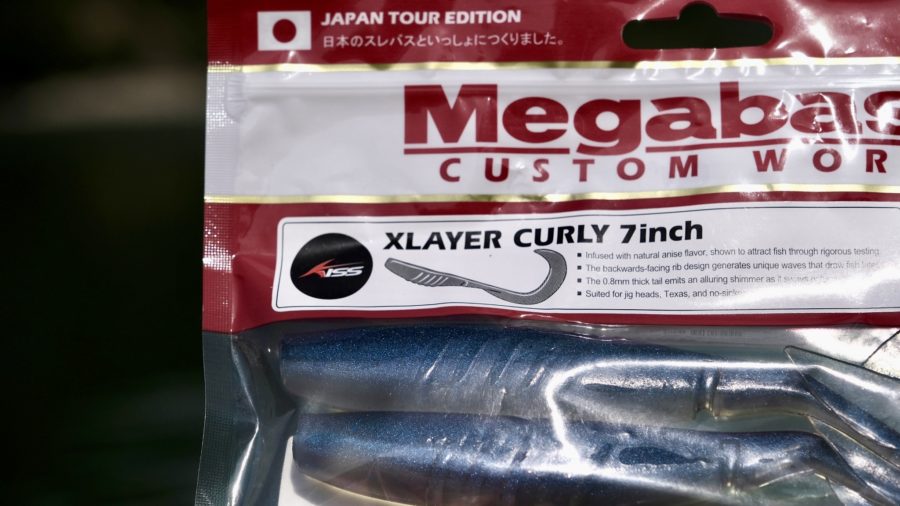 JAPAN TOUR EDITION
日本のスレバスといっしょにつくりました。
Megabas
CUSTOM WOR
XLAYER CURLY 7inch
KISS
▪ Infused with natural anise flavor, shown to attract fish through rigorous testing.
▪ The backwards-facing rib design generates unique waves that draw fish
▪ The 0.8mm thick tail emits an alluring shimmer as it sways
▪ Suited for jig heads, Texas, and no-sinker